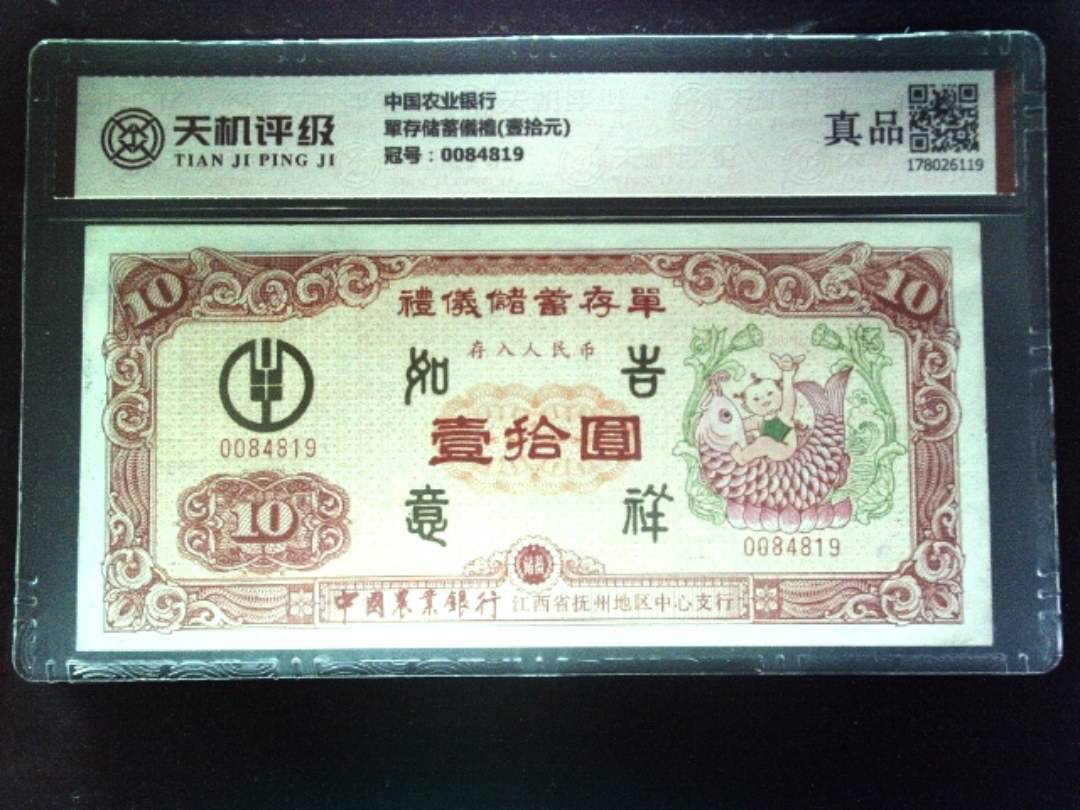 天机评级
TIAN JI PING JI
中国农业银行
單存储蓄儀禮(壹拾元)
冠号：0084819
真品
178026119
10
10
禮儀儲蓄存單
存入人民币
如 吉
壹拾圓
意 祥
0084819
10
0084819
中國農業銀行 江西省抚州地区中心支行